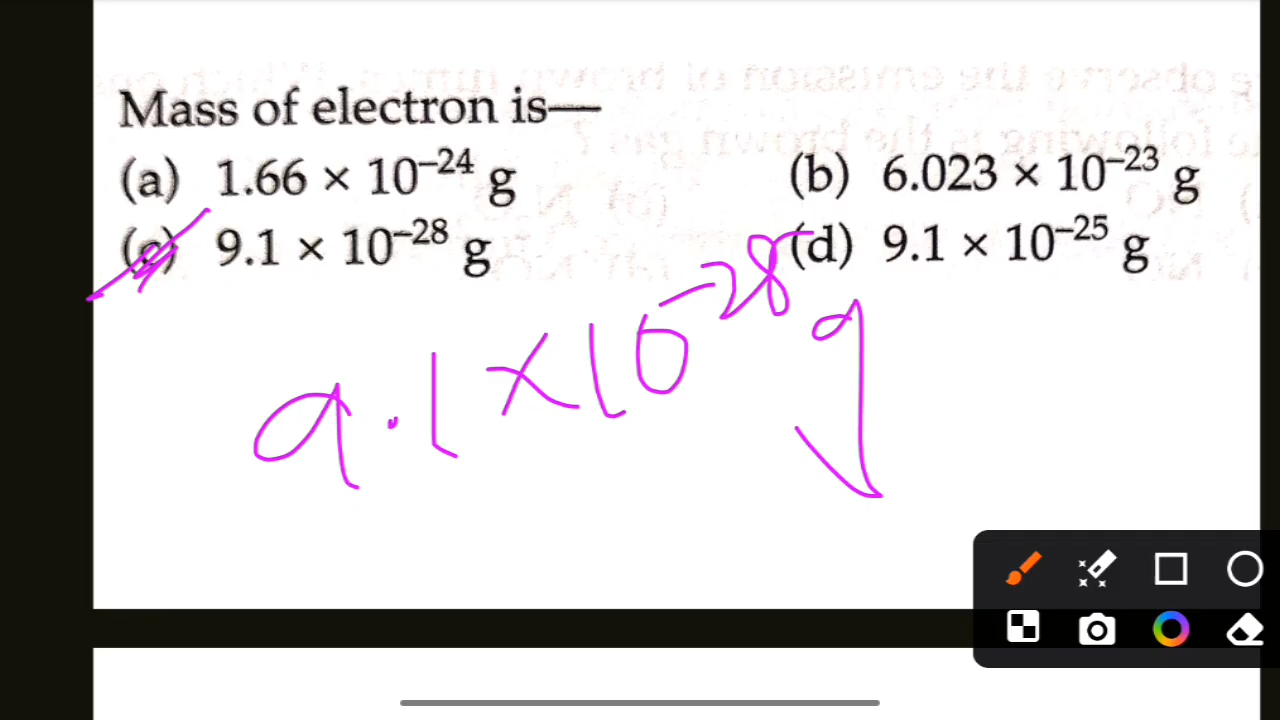 Mass of electron is—
(a) 1.66 × 10⁻²⁴ g (b) 6.023 × 10⁻²³ g
(c) 9.1 × 10⁻²⁸ g (d) 9.1 × 10⁻²⁵ g
9.1 × 10⁻²⁸ g